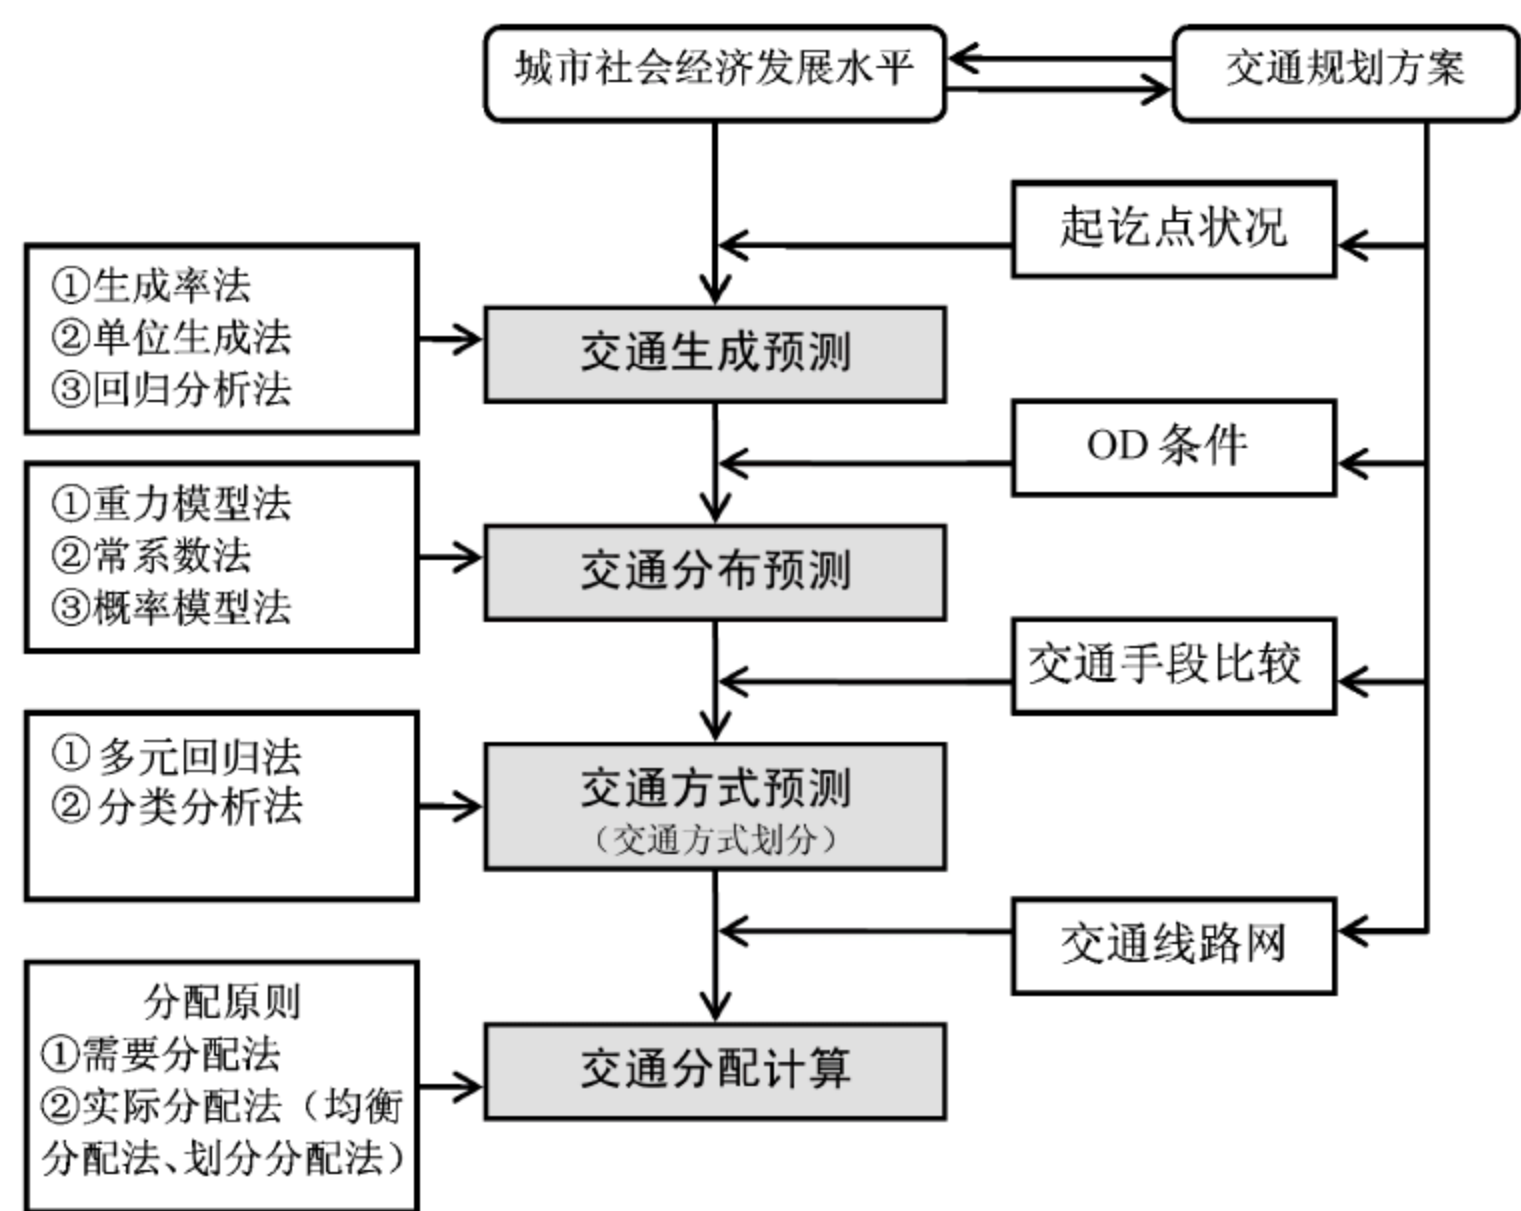 城市社会经济发展水平
交通规划方案
起讫点状况
①生成率法
②单位生成法
③回归分析法
交通生成预测
OD 条件
①重力模型法
②常系数法
③概率模型法
交通分布预测
交通手段比较
① 多元回归法
② 分类分析法
交通方式预测
（交通方式划分）
交通线路网
分配原则
①需要分配法
②实际分配法（均衡
分配法、划分分配法）
交通分配计算